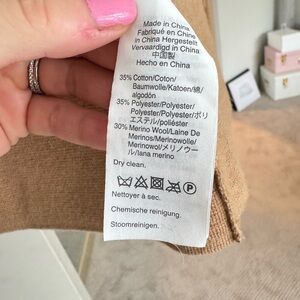 Made in China
Fabriqué en Chine
In China Hergestellt
Vervaardigd in China
中国製
Hecho en China
35% Cotton/Coton/
Baumwolle/Katoen/綿/
algodón
35% Polyester/Polyester/
Polyester/Polyester/ポリ
エステル/poliéster
30% Merino Wool/Laine De
Merinos/Merinowolle/
Merinowol/メリノウー
ル/lana merino
Dry clean.
P
Nettoyer à sec.
Chemische reinigung.
Stoomreinigen.